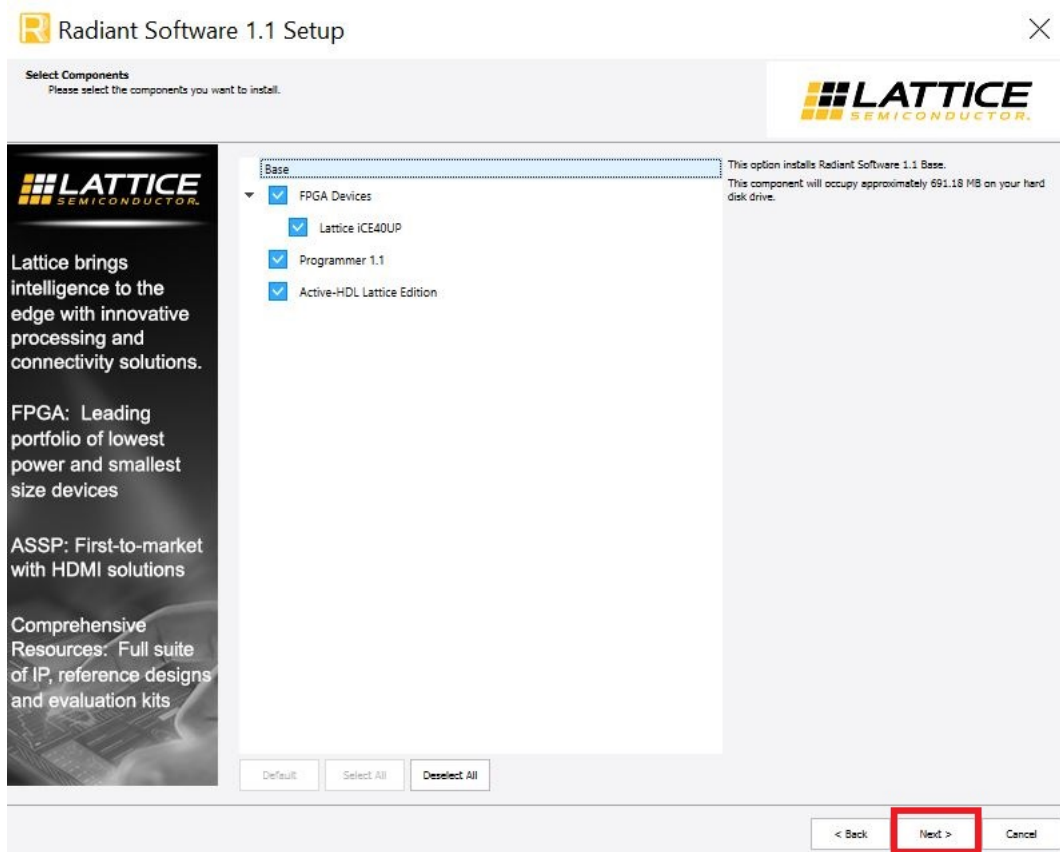 Radiant Software 1.1 Setup
Select Components
Please select the components you want to install.
LATTICE
SEMICONDUCTOR.
LATTICE
SEMICONDUCTOR.
Lattice brings
intelligence to the
edge with innovative
processing and
connectivity solutions.
FPGA: Leading
portfolio of lowest
power and smallest
size devices
ASSP: First-to-market
with HDMI solutions
Comprehensive
Resources: Full suite
of IP, reference designs
and evaluation kits
Base
FPGA Devices
Lattice iCE40UP
Programmer 1.1
Active-HDL Lattice Edition
This option installs Radiant Software 1.1 Base.
This component will occupy approximately 691.18 MB on your hard
disk drive.
Default
Select All
Deselect All
< Back
Next >
Cancel